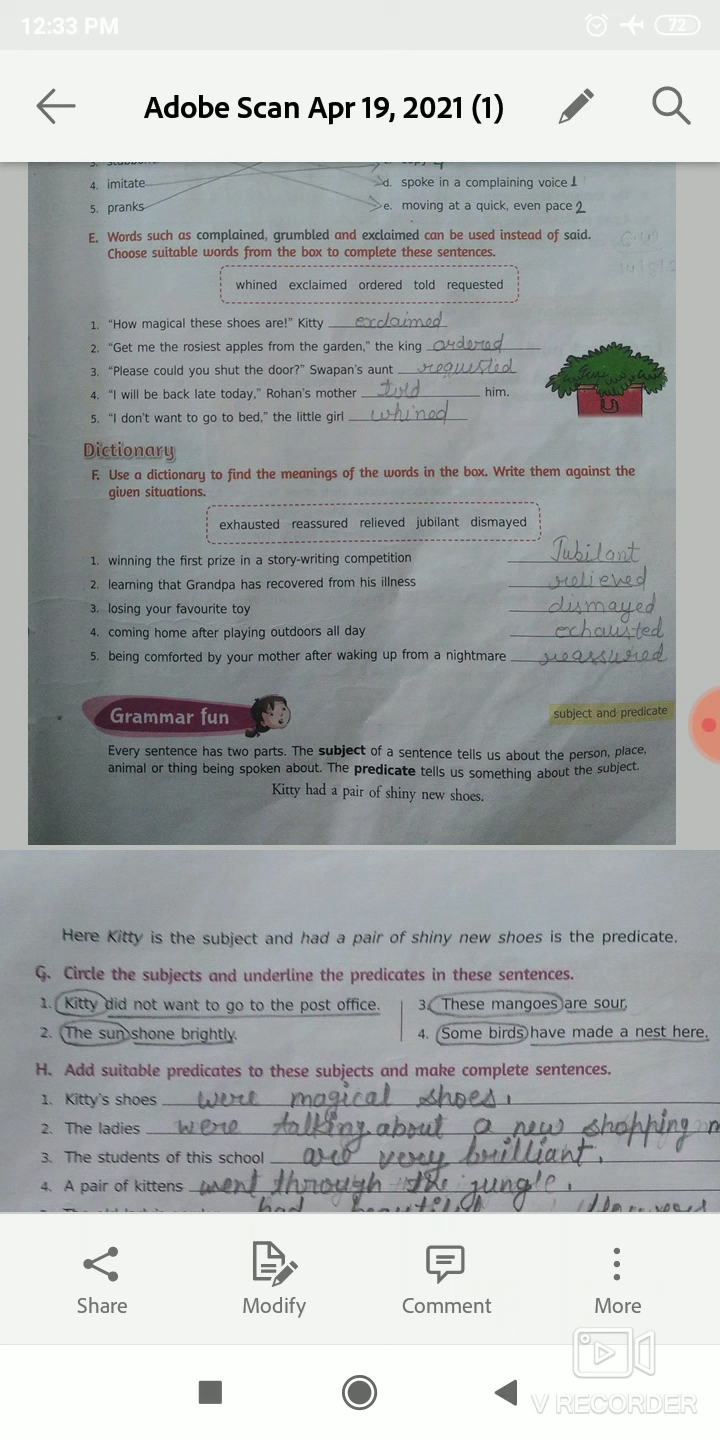 12:33 PM
72
Adobe Scan Apr 19, 2021 (1)
4. imitate
d. spoke in a complaining voice 1
5. pranks
e. moving at a quick, even pace 2
E. Words such as complained, grumbled and exclaimed can be used instead of said.
Choose suitable words from the box to complete these sentences.
whined exclaimed ordered told requested
1. "How magical these shoes are!" Kitty exclaimed
2. "Get me the rosiest apples from the garden," the king ordered
3. "Please could you shut the door?" Swapan's aunt requested
4. "I will be back late today," Rohan's mother told him.
5. "I don't want to go to bed," the little girl whined
Dictionary
F. Use a dictionary to find the meanings of the words in the box. Write them against the
given situations.
exhausted reassured relieved jubilant dismayed
1. winning the first prize in a story-writing competition Jubilant
2. learning that Grandpa has recovered from his illness relieved
3. losing your favourite toy dismayed
4. coming home after playing outdoors all day exhausted
5. being comforted by your mother after waking up from a nightmare reassured
Grammar fun
subject and predicate
Every sentence has two parts. The subject of a sentence tells us about the person, place,
animal or thing being spoken about. The predicate tells us something about the subject.
Kitty had a pair of shiny new shoes.
Here Kitty is the subject and had a pair of shiny new shoes is the predicate.
G. Circle the subjects and underline the predicates in these sentences.
1. Kitty did not want to go to the post office.
3. These mangoes are sour.
2. The sun shone brightly.
4. Some birds have made a nest here.
H. Add suitable predicates to these subjects and make complete sentences.
1. Kitty's shoes were magical shoes.
2. The ladies were talking about a new shopping m
3. The students of this school are very brilliant.
4. A pair of kittens went through the jungle.
had beautiful
Share
Modify
Comment
More
V RECORDER